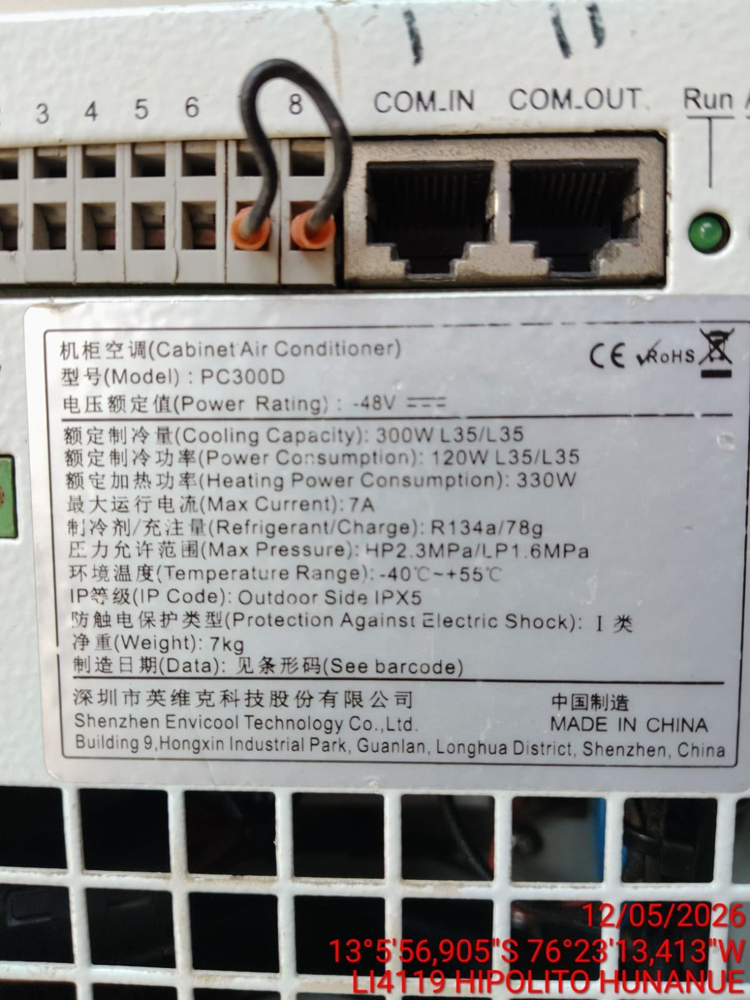 3 4 5 6 8 COM_IN COM_OUT Run
机柜空调(Cabinet Air Conditioner)
CE RoHS
型号(Model) : PC300D
电压额定值(Power Rating) : -48V
额定制冷量(Cooling Capacity): 300W L35/L35
额定制冷功率(Power Consumption): 120W L35/L35
额定加热功率(Heating Power Consumption): 330W
最大运行电流(Max Current): 7A
制冷剂/充注量(Refrigerant/Charge): R134a/78g
压力允许范围(Max Pressure): HP2.3MPa/LP1.6MPa
环境温度(Temperature Range): -40℃~+55℃
IP等级(IP Code): Outdoor Side IPX5
防触电保护类型(Protection Against Electric Shock): I 类
净重(Weight): 7kg
制造日期(Data): 见条形码(See barcode)
深圳市英维克科技股份有限公司
中国制造
Shenzhen Envicool Technology Co.,Ltd.
MADE IN CHINA
Building 9,Hongxin Industrial Park, Guanlan, Longhua District, Shenzhen, China
12/05/2026
13°5'56,905"S 76°23'13,413"W
LI4119 HIPOLITO HUNANUE